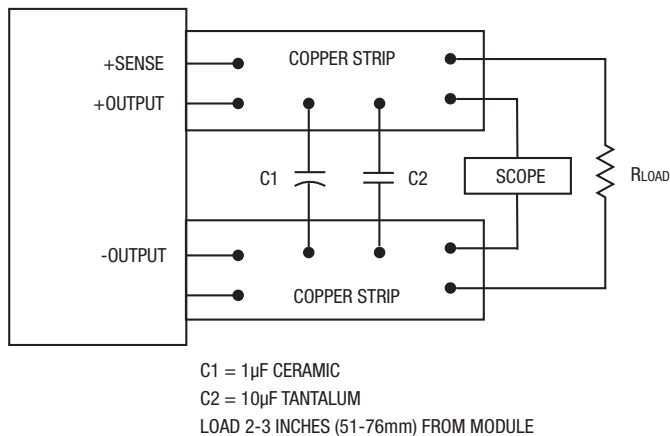 +SENSE
COPPER STRIP
+OUTPUT
C1
C2
SCOPE
RLOAD
-OUTPUT
COPPER STRIP
C1 = 1µF CERAMIC
C2 = 10µF TANTALUM
LOAD 2-3 INCHES (51-76mm) FROM MODULE